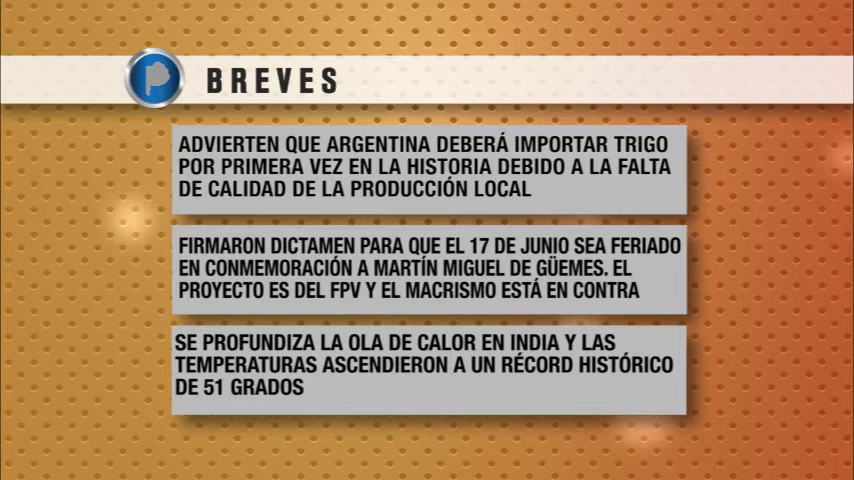 BREVES
ADVIERTEN QUE ARGENTINA DEBERÁ IMPORTAR TRIGO
POR PRIMERA VEZ EN LA HISTORIA DEBIDO A LA FALTA
DE CALIDAD DE LA PRODUCCIÓN LOCAL
FIRMARON DICTAMEN PARA QUE EL 17 DE JUNIO SEA FERIADO
EN CONMEMORACIÓN A MARTÍN MIGUEL DE GÜEMES. EL
PROYECTO ES DEL FPV Y EL MACRISMO ESTÁ EN CONTRA
SE PROFUNDIZA LA OLA DE CALOR EN INDIA Y LAS
TEMPERATURAS ASCENDIERON A UN RÉCORD HISTÓRICO
DE 51 GRADOS